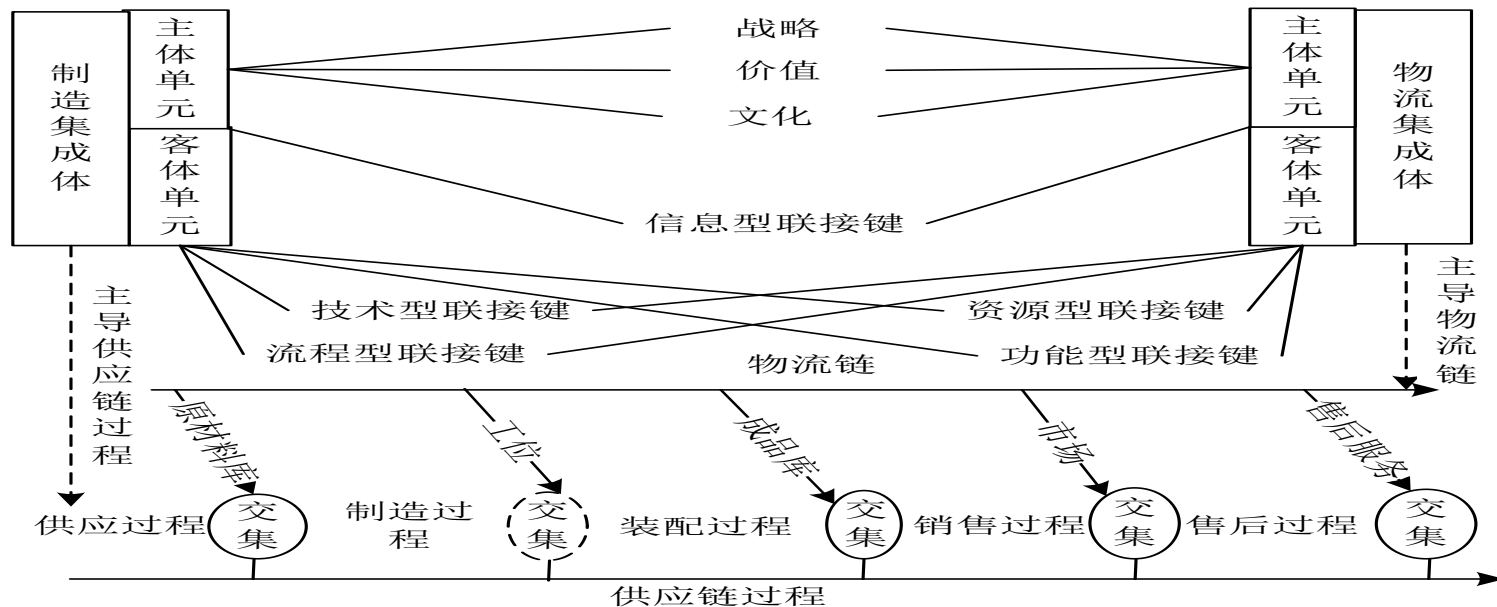 制造集成体
主体单元
客体单元
战略
价值
文化
信息型联接键
主体单元
客体单元
物流集成体
主导供应链过程
技术型联接键
资源型联接键
流程型联接键
功能型联接键
主导物流链
物流链
原材料库
工位
成品库
市场
售后服务
供应过程
交集
制造过
程
交集
装配过程
交集
销售过程
交集
售后过程
交集
供应链过程